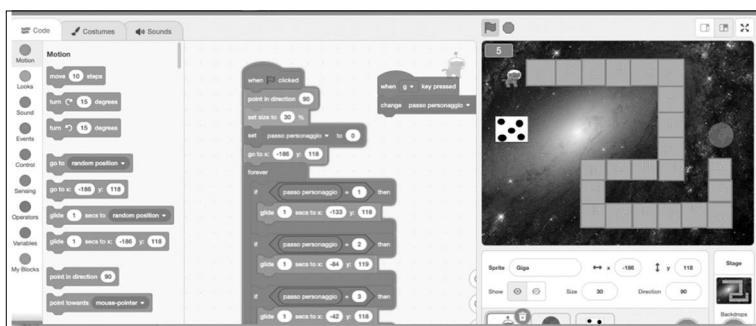 Code
Costumes
Sounds
Motion
Looks
Sound
Events
Control
Sensing
Operators
Variables
My Blocks
Motion
move 10 steps
turn 15 degrees
turn 15 degrees
go to random position
go to x: -186 y: 118
glide 1 secs to random position
glide 1 secs to x: -186 y: 118
point in direction 90
point towards mouse-pointer
when clicked
point in direction 90
set size to 30 %
set passo personaggio to 0
go to x: -186 y: 118
forever
if passo personaggio = 1 then
glide 1 secs to x: -133 y: 118
if passo personaggio = 2 then
glide 1 secs to x: -84 y: 119
if passo personaggio = 3 then
glide 1 secs to x: -42 y: 118
when g key pressed
change passo personaggio
5
Sprite Giga x -186 y 118
Show Size 30 Direction 90
Stage
Backdrops